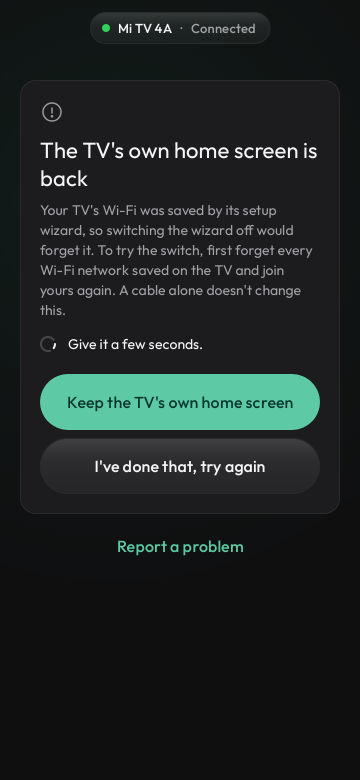 Mi TV 4A · Connected
The TV's own home screen is
back
Your TV's Wi-Fi was saved by its setup
wizard, so switching the wizard off would
forget it. To try the switch, first forget every
Wi-Fi network saved on the TV and join
yours again. A cable alone doesn't change
this.
Give it a few seconds.
Keep the TV's own home screen
I've done that, try again
Report a problem